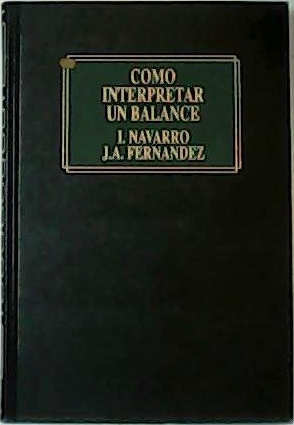 COMO
INTERPRETAR
UN BALANCE
I. NAVARRO
J.A. FERNANDEZ